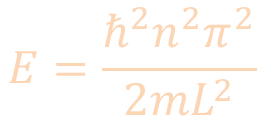 E = ħ²n²π² / 2mL²